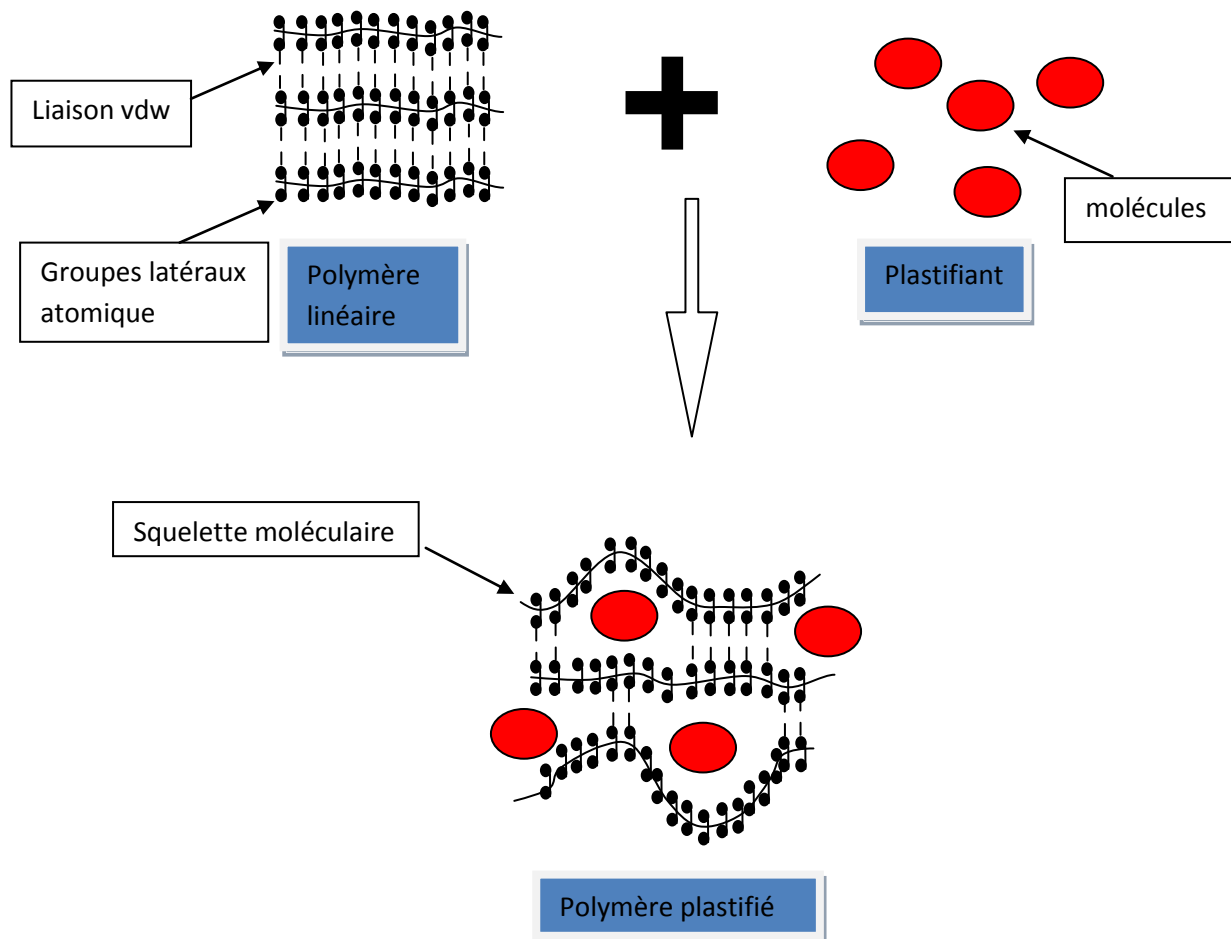 Liaison vdw
molécules
Groupes latéraux
atomique
Polymère
linéaire
Plastifiant
Squelette moléculaire
Polymère plastifié